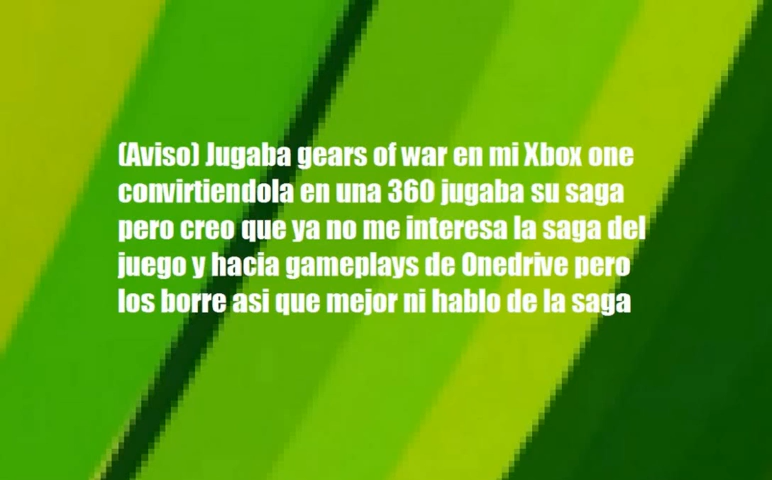 (Aviso) Jugaba gears of war en mi Xbox one
convirtiendola en una 360 jugaba su saga
pero creo que ya no me interesa la saga del
juego y hacia gameplays de Onedrive pero
los borre asi que mejor ni hablo de la saga